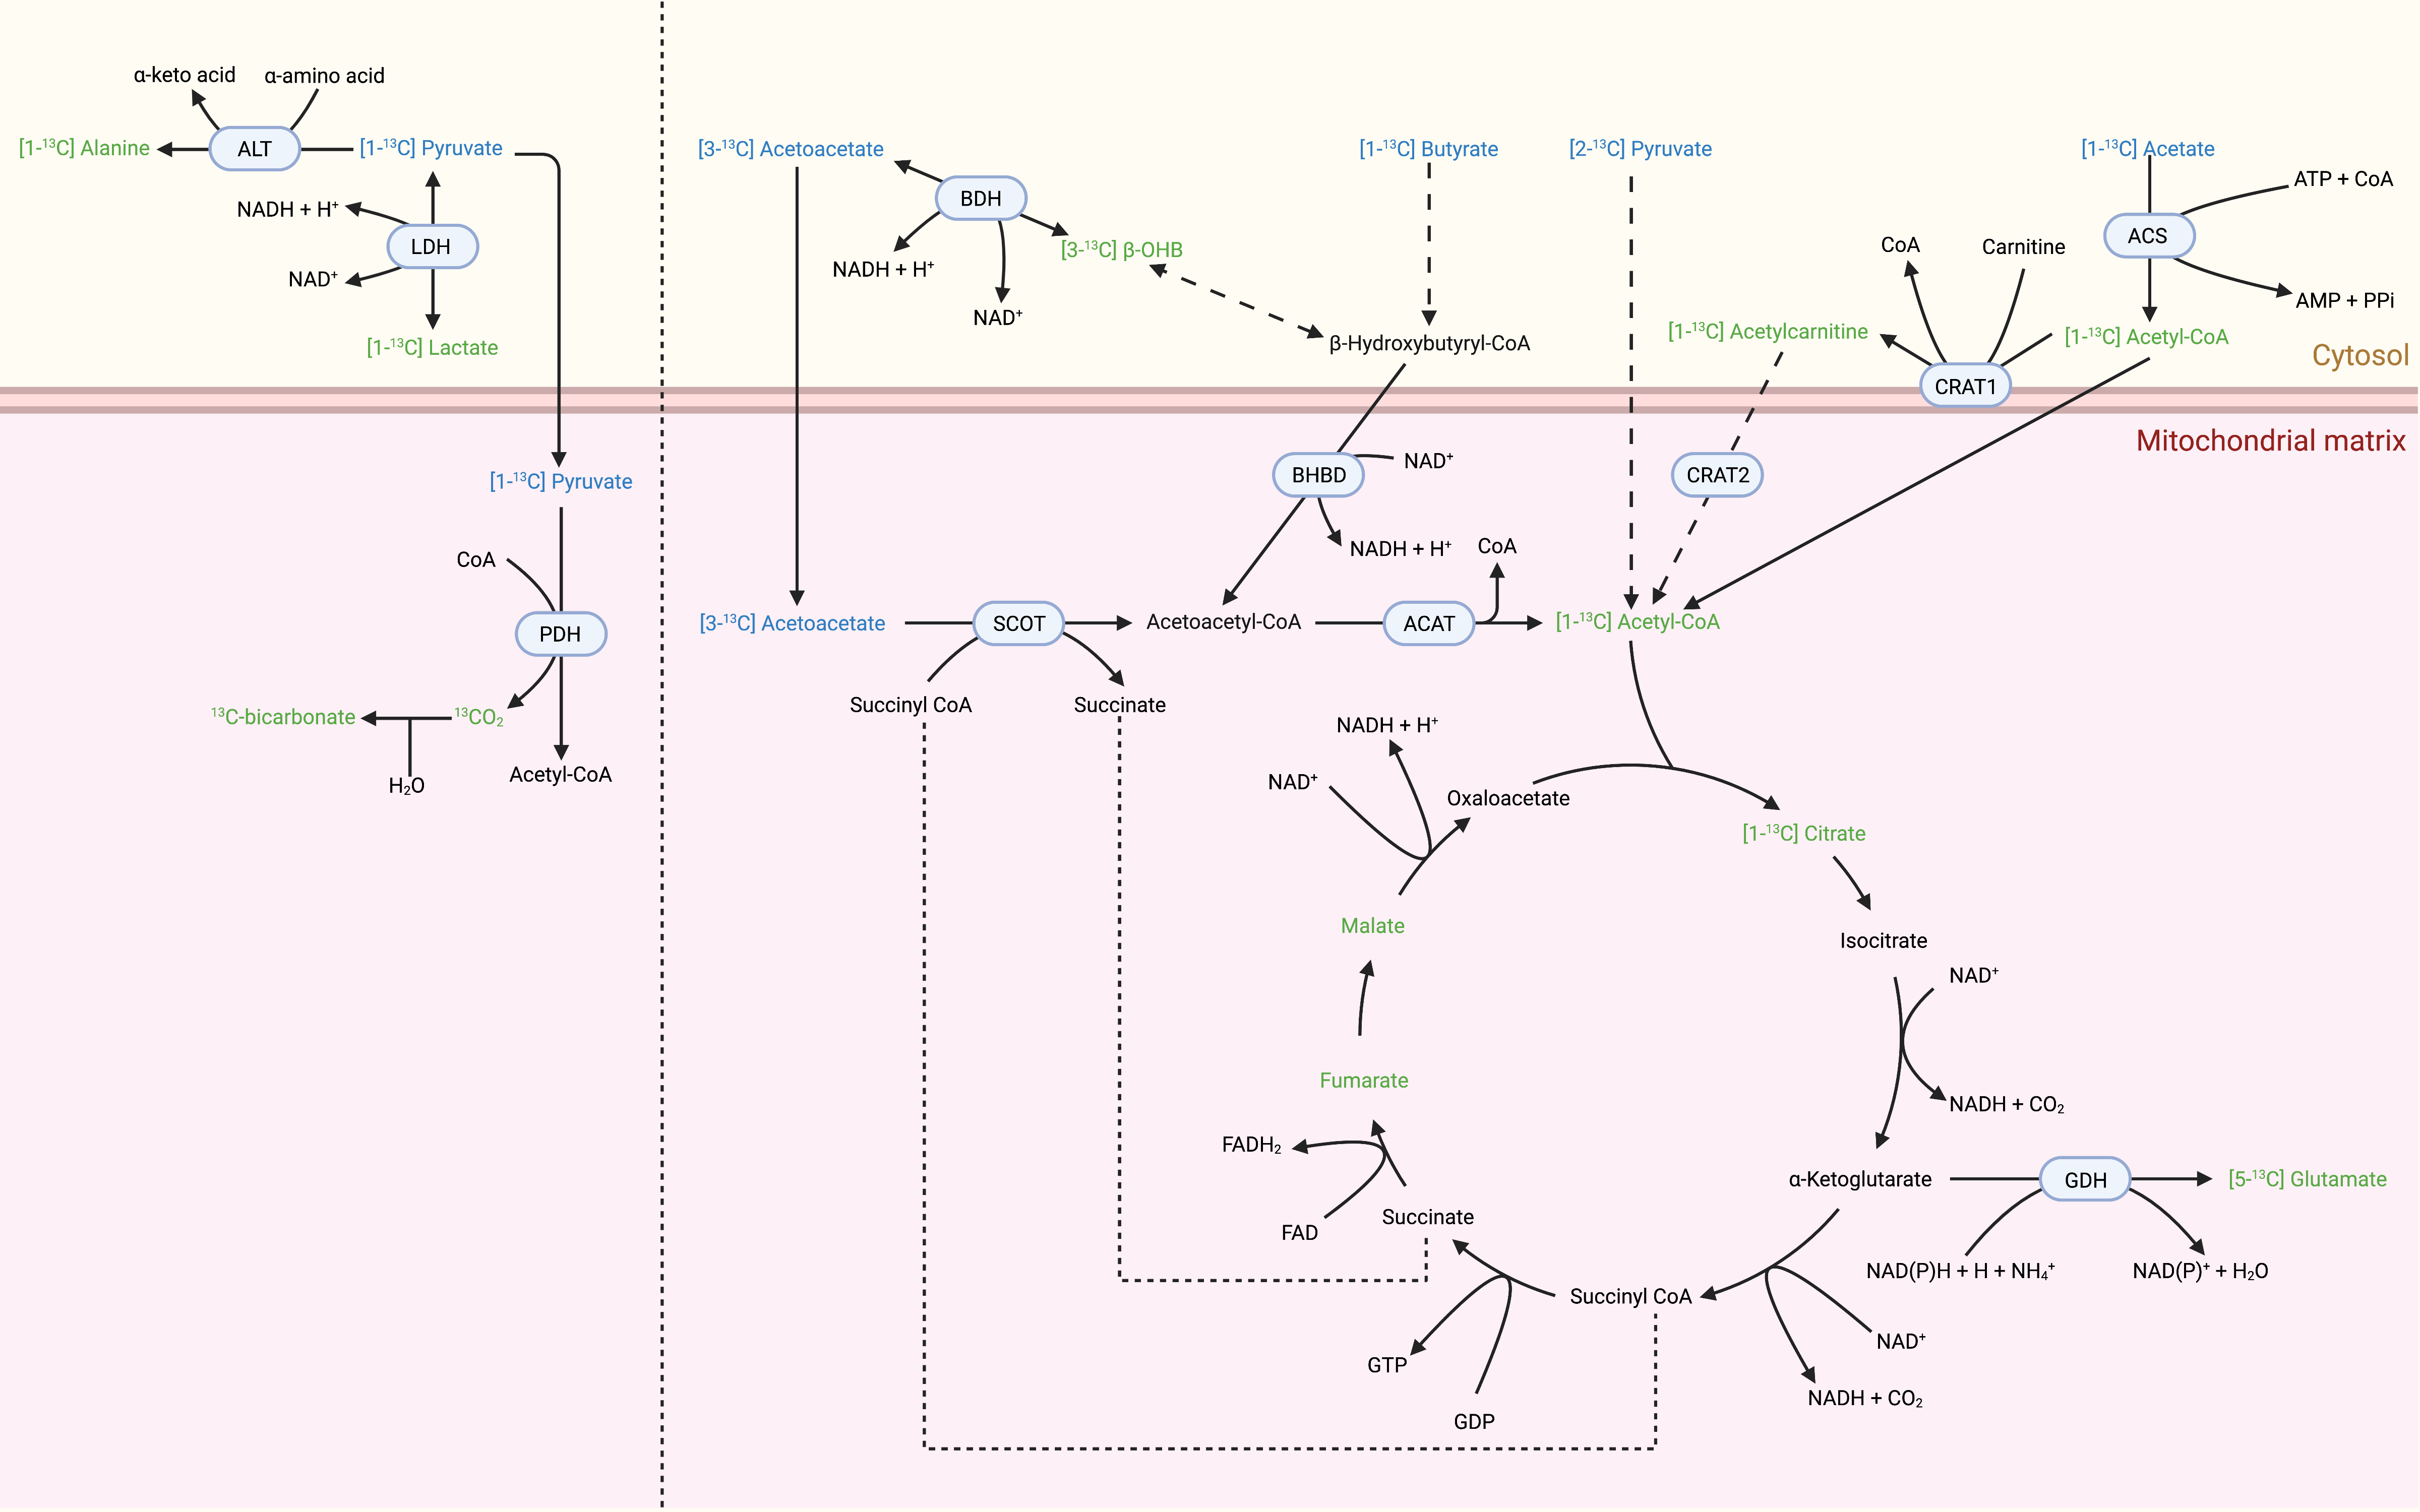 α-keto acid
α-amino acid
[1-¹³C] Alanine
ALT
[1-¹³C] Pyruvate
NADH + H⁺
LDH
NAD⁺
[1-¹³C] Lactate
[1-¹³C] Pyruvate
CoA
PDH
¹³C-bicarbonate
¹³CO₂
H₂O
Acetyl-CoA
[3-¹³C] Acetoacetate
BDH
[3-¹³C] β-OHB
NADH + H⁺
NAD⁺
[1-¹³C] Butyrate
[2-¹³C] Pyruvate
[1-¹³C] Acetate
ATP + CoA
ACS
CoA
Carnitine
AMP + PPi
[1-¹³C] Acetylcarnitine
[1-¹³C] Acetyl-CoA
β-Hydroxybutyryl-CoA
Cytosol
CRAT1
Mitochondrial matrix
BHBD
NAD⁺
CRAT2
NADH + H⁺
CoA
[3-¹³C] Acetoacetate
SCOT
Acetoacetyl-CoA
ACAT
[1-¹³C] Acetyl-CoA
Succinyl CoA
Succinate
NADH + H⁺
NAD⁺
Oxaloacetate
[1-¹³C] Citrate
Malate
Isocitrate
NAD⁺
Fumarate
NADH + CO₂
FADH₂
FAD
Succinate
α-Ketoglutarate
GDH
[5-¹³C] Glutamate
NAD(P)H + H + NH₄⁺
NAD(P)⁺ + H₂O
Succinyl CoA
NAD⁺
GTP
NADH + CO₂
GDP